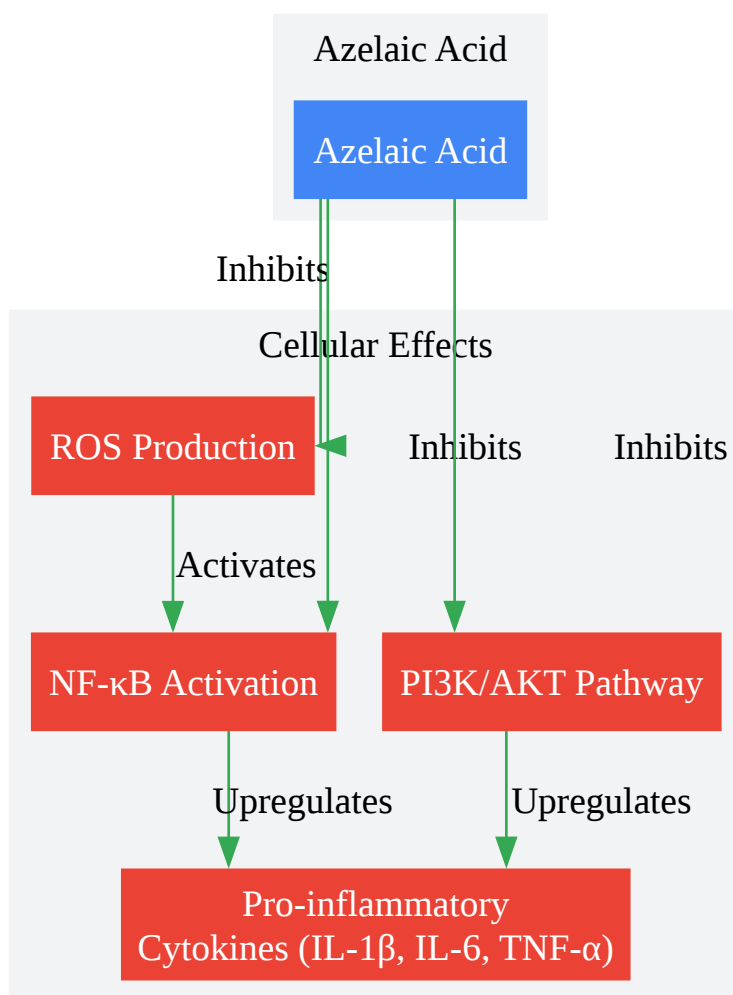 Azelaic Acid
Azelaic Acid
Inhibits
Cellular Effects
ROS Production
Inhibits
Inhibits
Activates
NF-κB Activation
PI3K/AKT Pathway
Upregulates
Upregulates
Pro-inflammatory
Cytokines (IL-1β, IL-6, TNF-α)